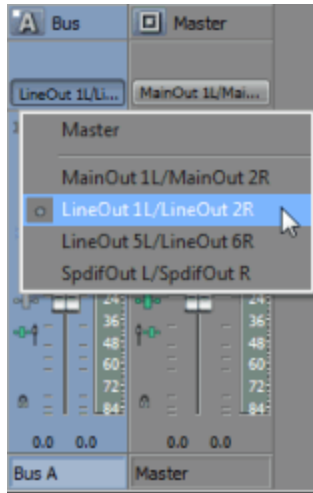 A Bus
Master
LineOut 1L/Li...
MainOut 1L/Mai...
Master
MainOut 1L/MainOut 2R
LineOut 1L/LineOut 2R
LineOut 5L/LineOut 6R
SpdifOut L/SpdifOut R
24 24
36 36
48 48
60 60
72 72
84 84
0.0 0.0 0.0 0.0
Bus A
Master